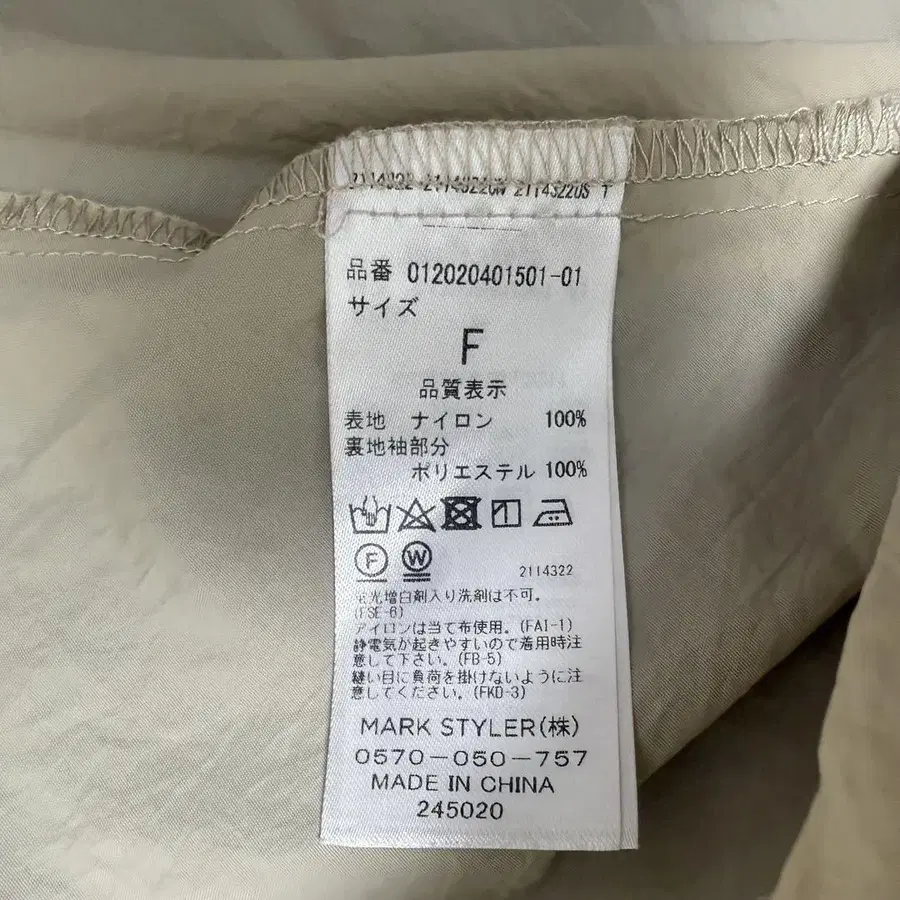 2114322 2114322GW 2114322US T
品番 012020401501-01
サイズ
F
品質表示
表地 ナイロン 100%
裏地袖部分
ポリエステル 100%
F W
2114322
蛍光増白剤入り洗剤は不可。
(FSE-6)
アイロンは当て布使用。(FAI-1)
静電気が起きやすいので着用時注
意して下さい。(FB-5)
縫い目に負荷を掛けないように注
意してください。(FKD-3)
MARK STYLER(株)
0570-050-757
MADE IN CHINA
245020